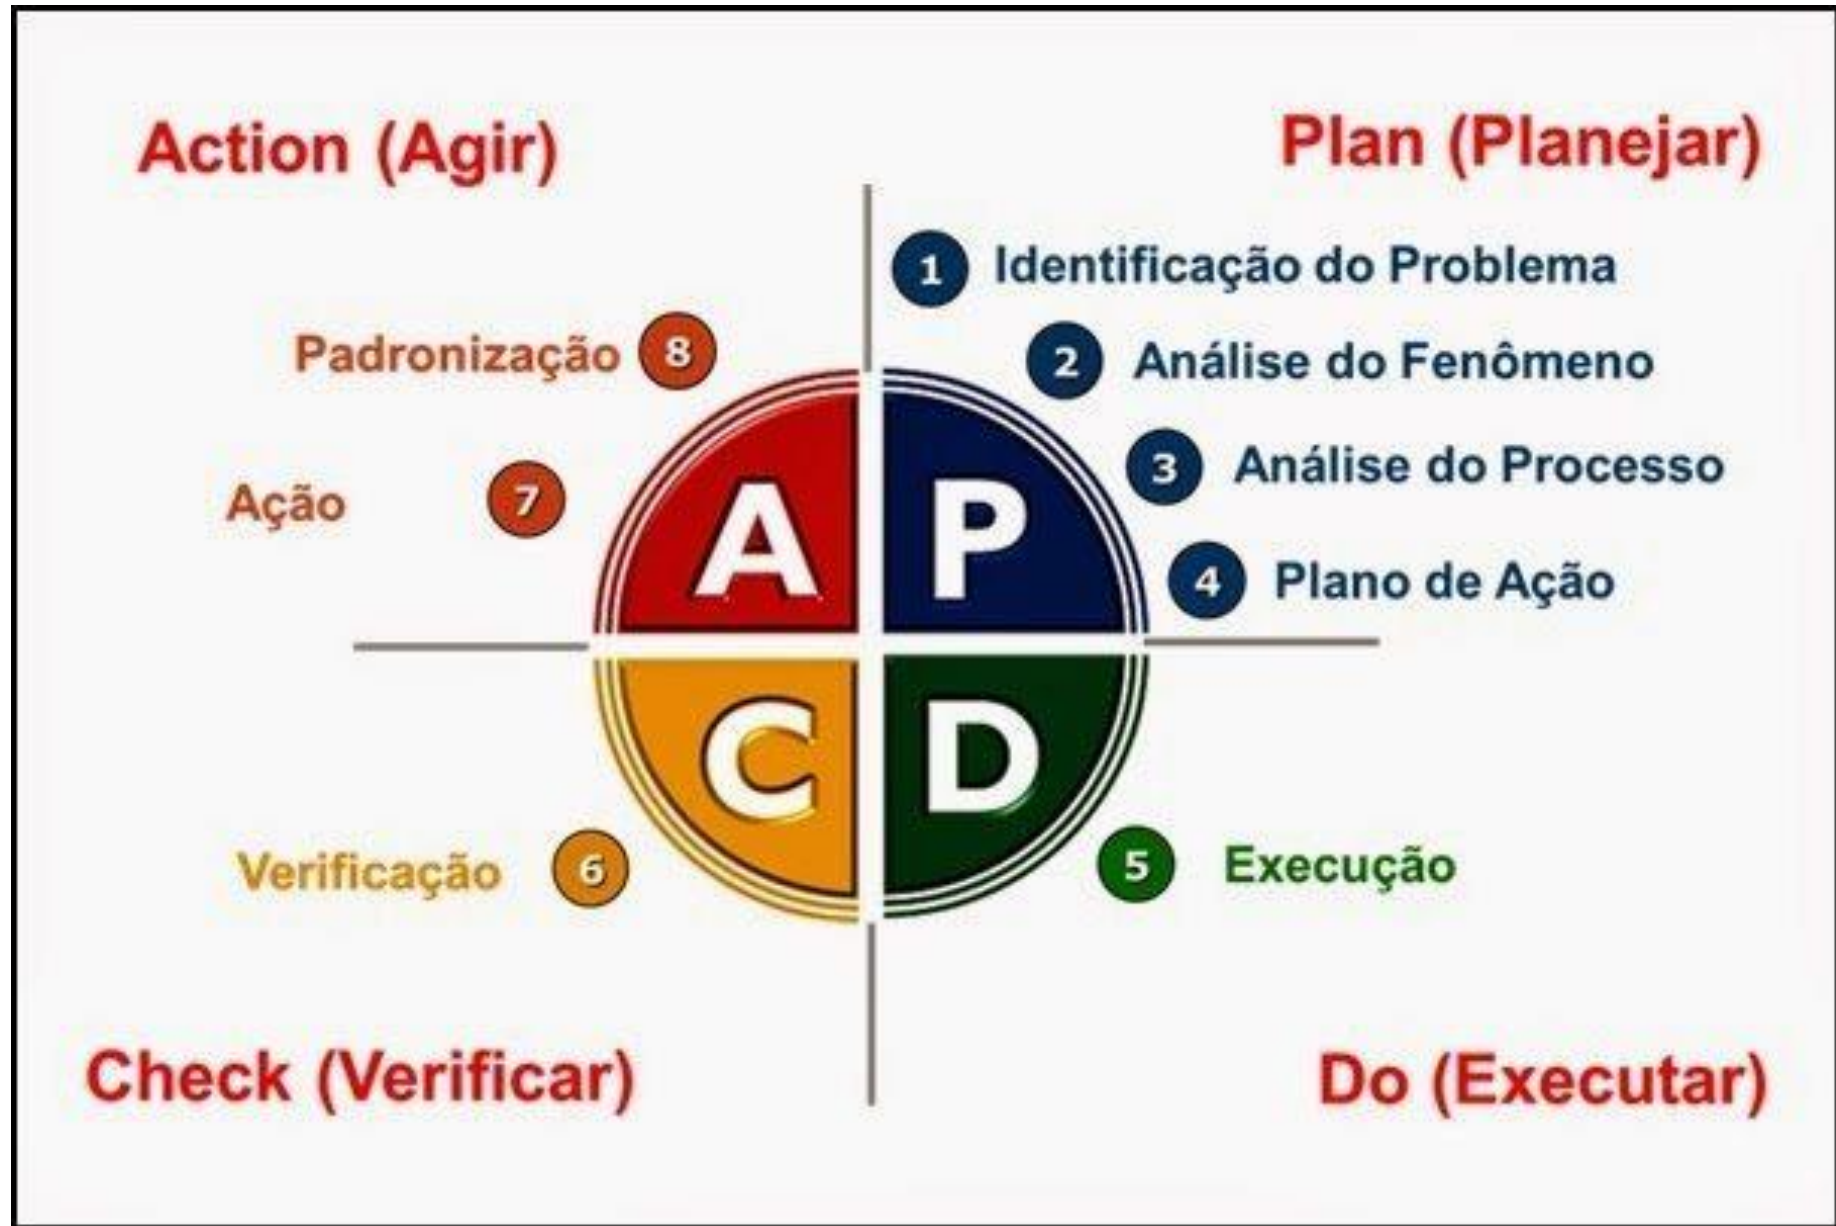 Action (Agir)
Plan (Planejar)
1 Identificação do Problema
2 Análise do Fenômeno
3 Análise do Processo
4 Plano de Ação
Padronização 8
Ação 7
A P
C D
Verificação 6
5 Execução
Check (Verificar)
Do (Executar)